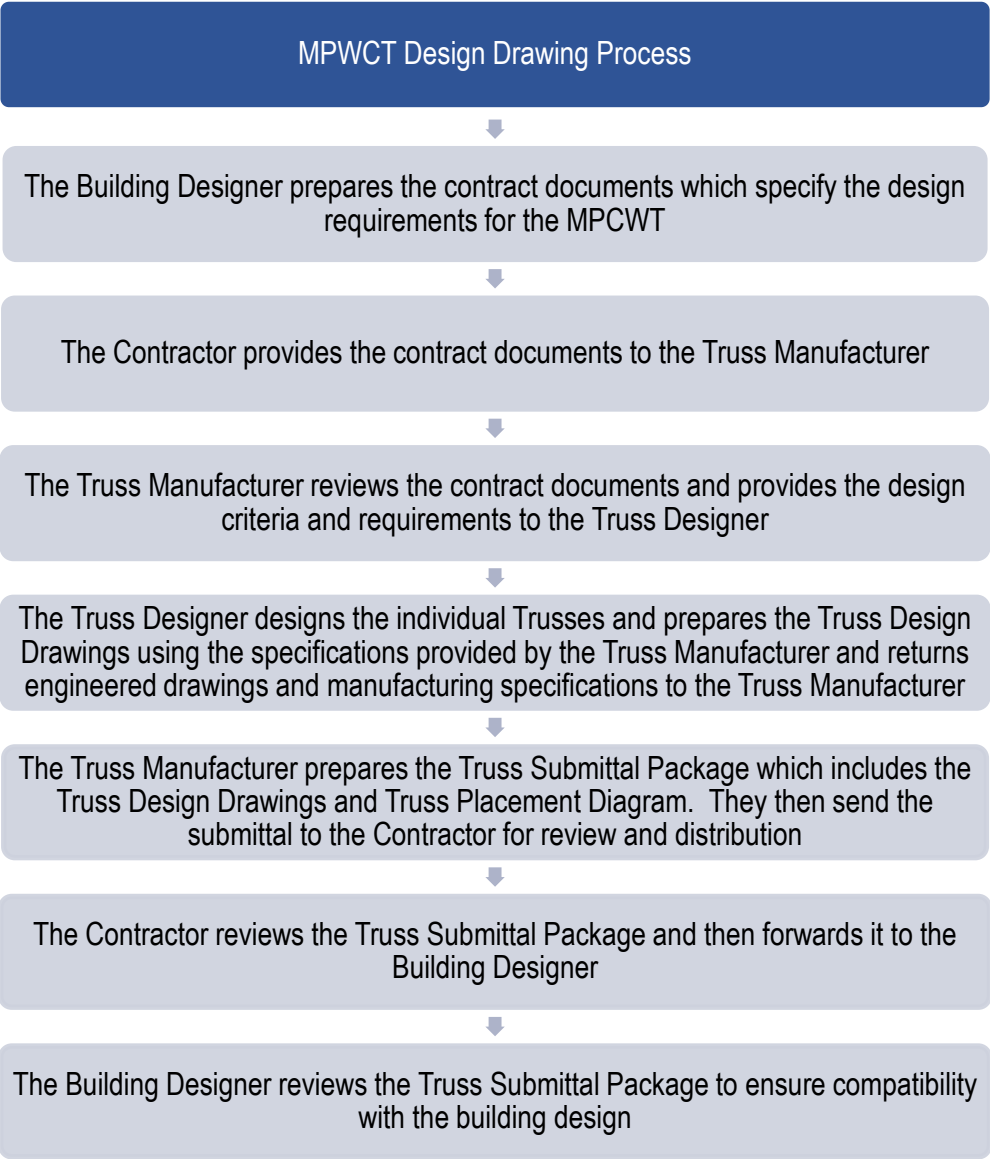 MPWCT Design Drawing Process
The Building Designer prepares the contract documents which specify the design
requirements for the MPCWT
The Contractor provides the contract documents to the Truss Manufacturer
The Truss Manufacturer reviews the contract documents and provides the design
criteria and requirements to the Truss Designer
The Truss Designer designs the individual Trusses and prepares the Truss Design
Drawings using the specifications provided by the Truss Manufacturer and returns
engineered drawings and manufacturing specifications to the Truss Manufacturer
The Truss Manufacturer prepares the Truss Submittal Package which includes the
Truss Design Drawings and Truss Placement Diagram.  They then send the
submittal to the Contractor for review and distribution
The Contractor reviews the Truss Submittal Package and then forwards it to the
Building Designer
The Building Designer reviews the Truss Submittal Package to ensure compatibility
with the building design